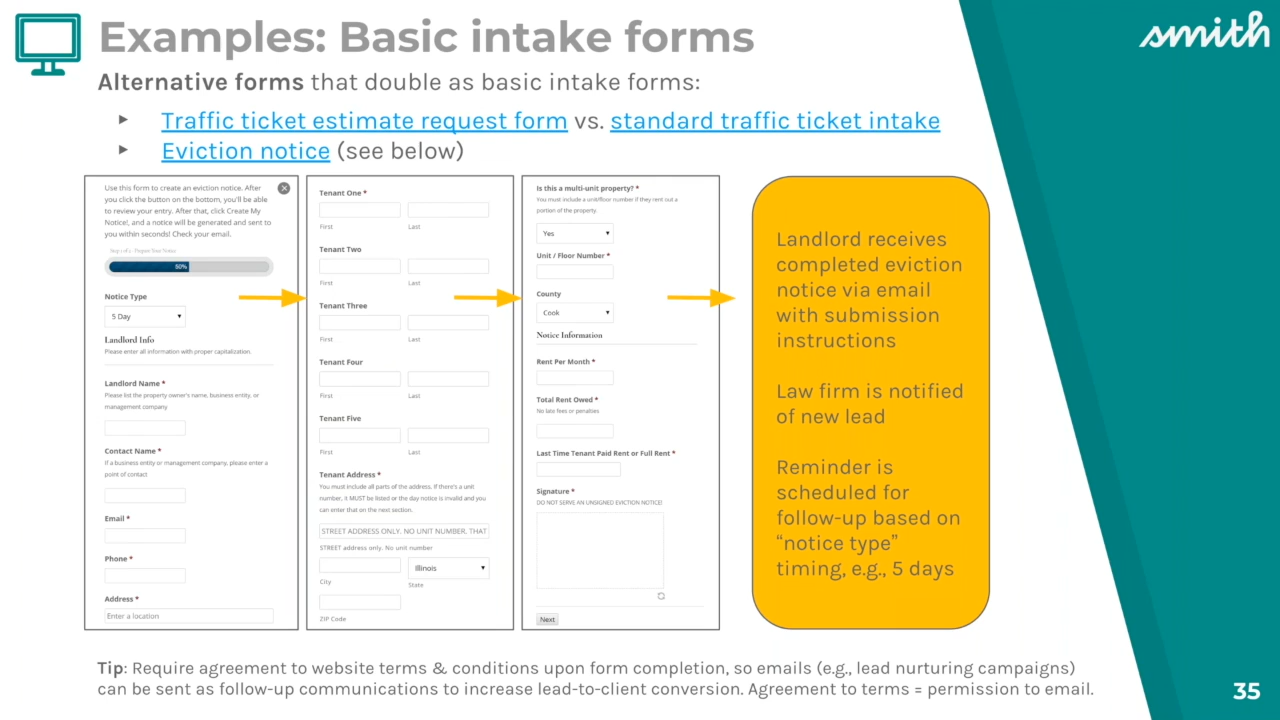 Examples: Basic intake forms
smith
Alternative forms that double as basic intake forms:
Traffic ticket estimate request form vs. standard traffic ticket intake
Eviction notice (see below)
Use this form to create an eviction notice. After
you click the button on the bottom, you'll be able
to review your entry. After that, click Create My
Notice!, and a notice will be generated and sent to
you within seconds! Check your email.
Step 1 of 2 - Prepare Your Notice
50%
Notice Type
5 Day
Landlord Info
Please enter all information with proper capitalization.
Landlord Name *
Please list the property owner's name, business entity, or
management company
Contact Name *
If a business entity or management company, please enter a
point of contact
Email *
Phone *
Address *
Enter a location
Tenant One *
First Last
Tenant Two
First Last
Tenant Three
First Last
Tenant Four
First Last
Tenant Five
First Last
Tenant Address *
You must include all parts of the address. If there's a unit
number, it MUST be listed or the day notice is invalid and you
can enter that on the next section.
STREET ADDRESS ONLY. NO UNIT NUMBER, THAT
STREET address only. No unit number
Illinois
City State
ZIP Code
Is this a multi-unit property? *
You must include a unit/floor number if they rent out a
portion of the property.
Yes
Unit / Floor Number *
County
Cook
Notice Information
Rent Per Month *
Total Rent Owed *
No late fees or penalties
Last Time Tenant Paid Rent or Full Rent *
Signature *
DO NOT SERVE AN UNSIGNED EVICTION NOTICE!
Next
Landlord receives
completed eviction
notice via email
with submission
instructions
Law firm is notified
of new lead
Reminder is
scheduled for
follow-up based on
“notice type”
timing, e.g., 5 days
Tip: Require agreement to website terms & conditions upon form completion, so emails (e.g., lead nurturing campaigns)
can be sent as follow-up communications to increase lead-to-client conversion. Agreement to terms = permission to email.
35